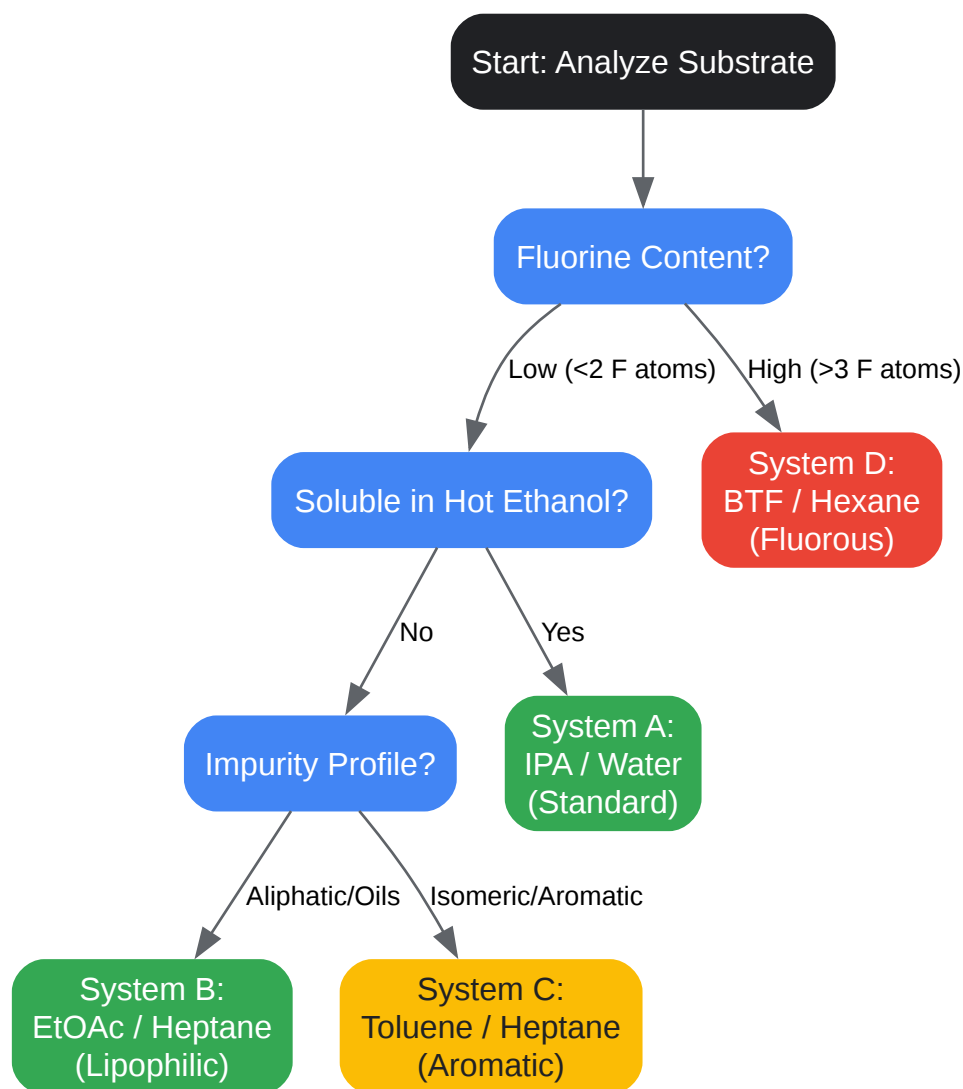 Start: Analyze Substrate
Fluorine Content?
Low (<2 F atoms)
High (>3 F atoms)
Soluble in Hot Ethanol?
System D:
BTF / Hexane
(Fluorous)
No
Yes
Impurity Profile?
System A:
IPA / Water
(Standard)
Aliphatic/Oils
Isomeric/Aromatic
System B:
EtOAc / Heptane
(Lipophilic)
System C:
Toluene / Heptane
(Aromatic)